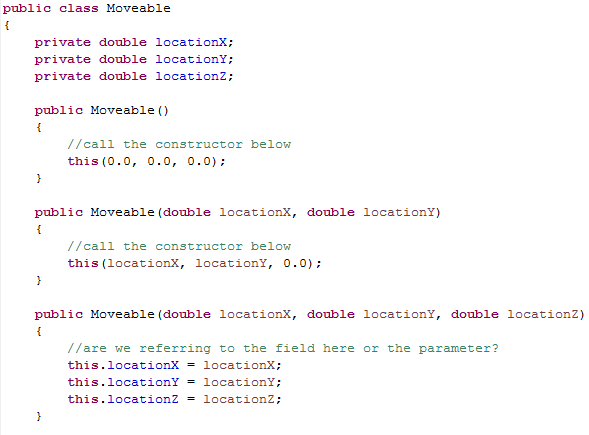 public class Moveable
{
    private double locationX;
    private double locationY;
    private double locationZ;

    public Moveable()
    {
        //call the constructor below
        this(0.0, 0.0, 0.0);
    }

    public Moveable(double locationX, double locationY)
    {
        //call the constructor below
        this(locationX, locationY, 0.0);
    }

    public Moveable(double locationX, double locationY, double locationZ)
    {
        //are we referring to the field here or the parameter?
        this.locationX = locationX;
        this.locationY = locationY;
        this.locationZ = locationZ;
    }